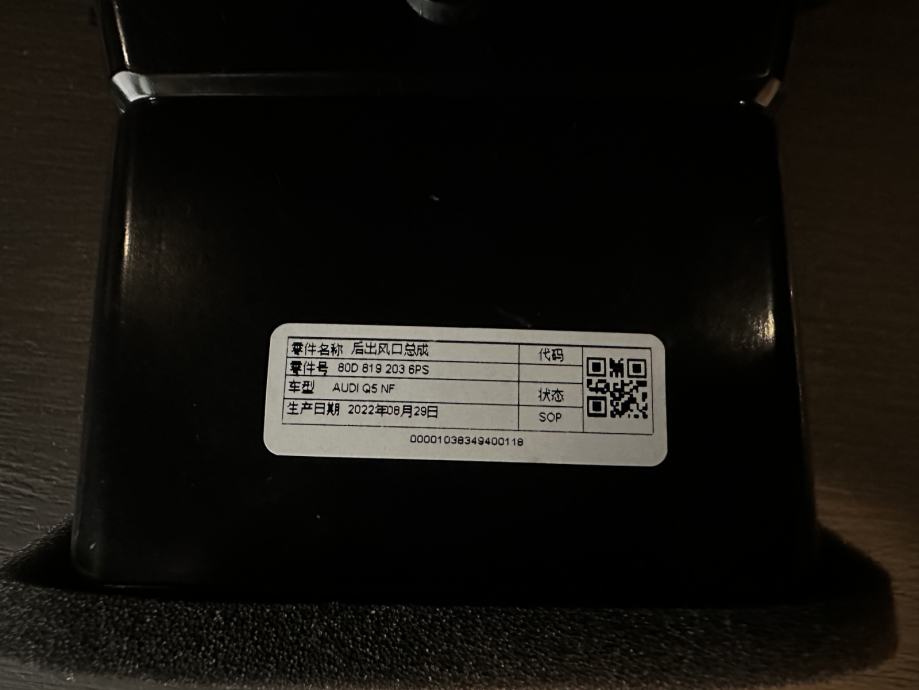 零件名称 后出风口总成 代码
零件号 80D 819 203 6PS
车型 AUDI Q5 NF 状态
生产日期 2022年08月29日 SOP
00001038349400118